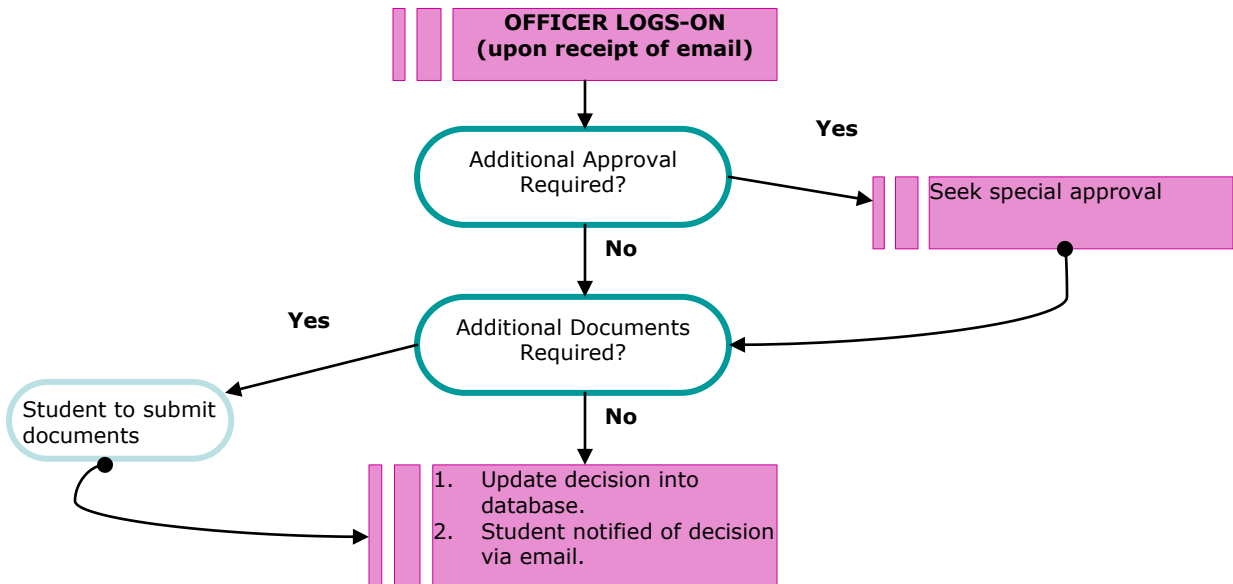 OFFICER LOGS-ON
(upon receipt of email)
Yes
Additional Approval
Required?
Seek special approval
No
Yes
Additional Documents
Required?
Student to submit
documents
No
1. Update decision into
database.
2. Student notified of decision
via email.